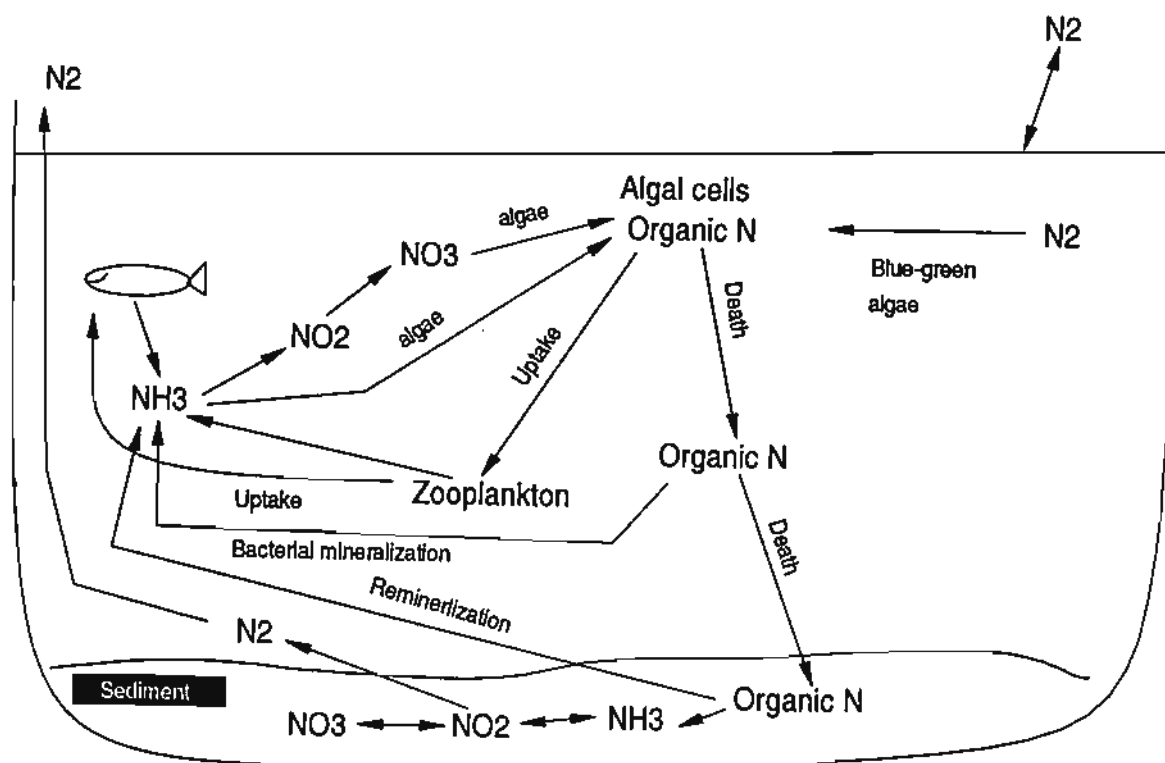 N2
N2
Algal cells
Organic N
algae
NO3
N2
Blue-green
algae
Death
NO2
algae
Uptake
NH3
Organic N
Zooplankton
Uptake
Bacterial mineralization
Death
Reminertlization
N2
Sediment
Organic N
NO3
NO2
NH3